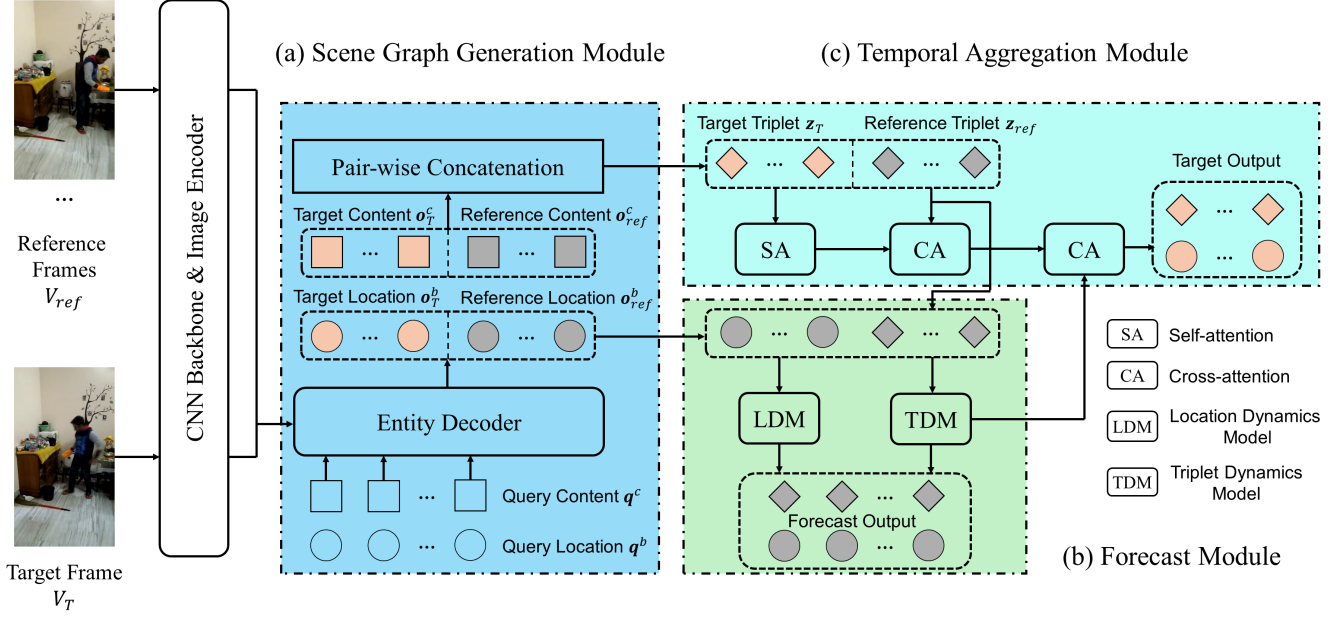 (a) Scene Graph Generation Module
(c) Temporal Aggregation Module
...
Reference
Frames
V_ref
Target Frame
V_T
CNN Backbone & Image Encoder
Pair-wise Concatenation
Target Content o_T^c
Reference Content o_ref^c
... ...
Target Location o_T^b
Reference Location o_ref^b
... ...
Entity Decoder
... Query Content q^c
... Query Location q^b
Target Triplet z_T
Reference Triplet z_ref
... ...
Target Output
...
...
SA
CA
CA
... ...
LDM
TDM
...
Forecast Output
...
SA Self-attention
CA Cross-attention
LDM Location Dynamics
Model
TDM Triplet Dynamics
Model
(b) Forecast Module